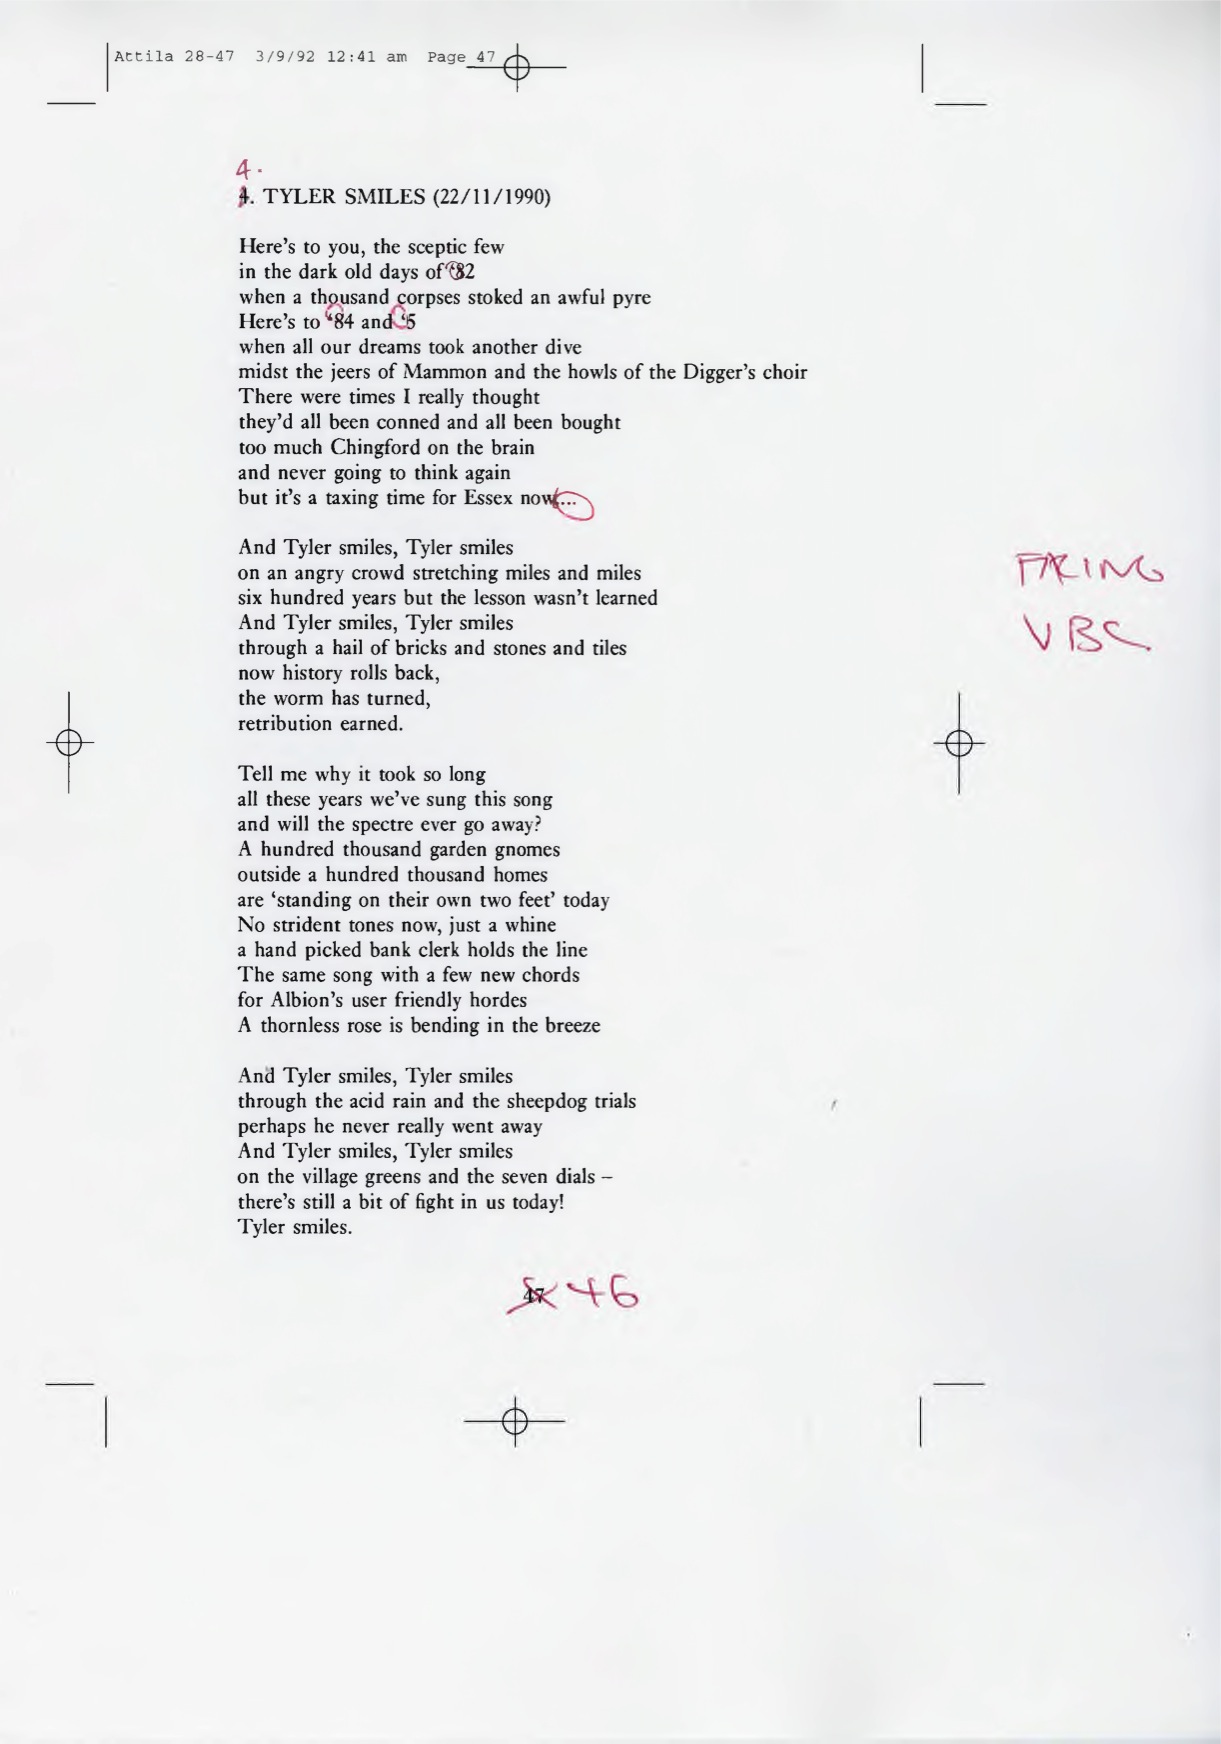 Attila 28-47 3/9/92 12:41 am Page 47
4.
4. TYLER SMILES (22/11/1990)
Here's to you, the sceptic few
in the dark old days of ‘82
when a thousand corpses stoked an awful pyre
Here's to ‘84 and ‘5
when all our dreams took another dive
midst the jeers of Mammon and the howls of the Digger's choir
There were times I really thought
they'd all been conned and all been bought
too much Chingford on the brain
and never going to think again
but it's a taxing time for Essex now...
And Tyler smiles, Tyler smiles
on an angry crowd stretching miles and miles
six hundred years but the lesson wasn't learned
And Tyler smiles, Tyler smiles
through a hail of bricks and stones and tiles
now history rolls back,
the worm has turned,
retribution earned.
FACING
VBC
Tell me why it took so long
all these years we've sung this song
and will the spectre ever go away?
A hundred thousand garden gnomes
outside a hundred thousand homes
are ‘standing on their own two feet’ today
No strident tones now, just a whine
a hand picked bank clerk holds the line
The same song with a few new chords
for Albion's user friendly hordes
A thornless rose is bending in the breeze
And Tyler smiles, Tyler smiles
through the acid rain and the sheepdog trials
perhaps he never really went away
And Tyler smiles, Tyler smiles
on the village greens and the seven dials –
there's still a bit of fight in us today!
Tyler smiles.
47 46